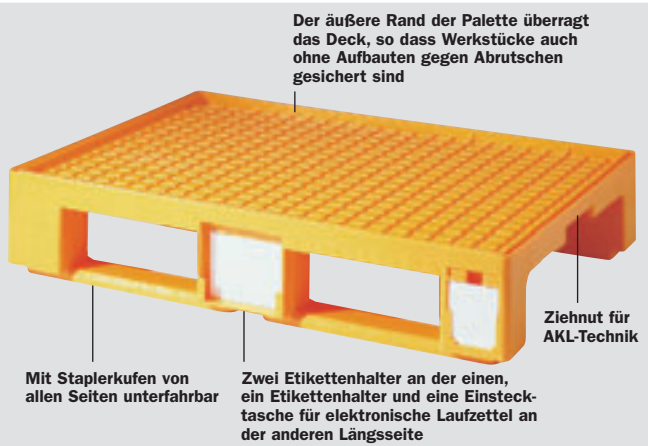 Der äußere Rand der Palette überragt
das Deck, so dass Werkstücke auch
ohne Aufbauten gegen Abrutschen
gesichert sind
Ziehnut für
AKL-Technik
Mit Staplerkufen von
allen Seiten unterfahrbar
Zwei Etikettenhalter an der einen,
ein Etikettenhalter und eine Einsteck-
tasche für elektronische Laufzettel an
der anderen Längsseite